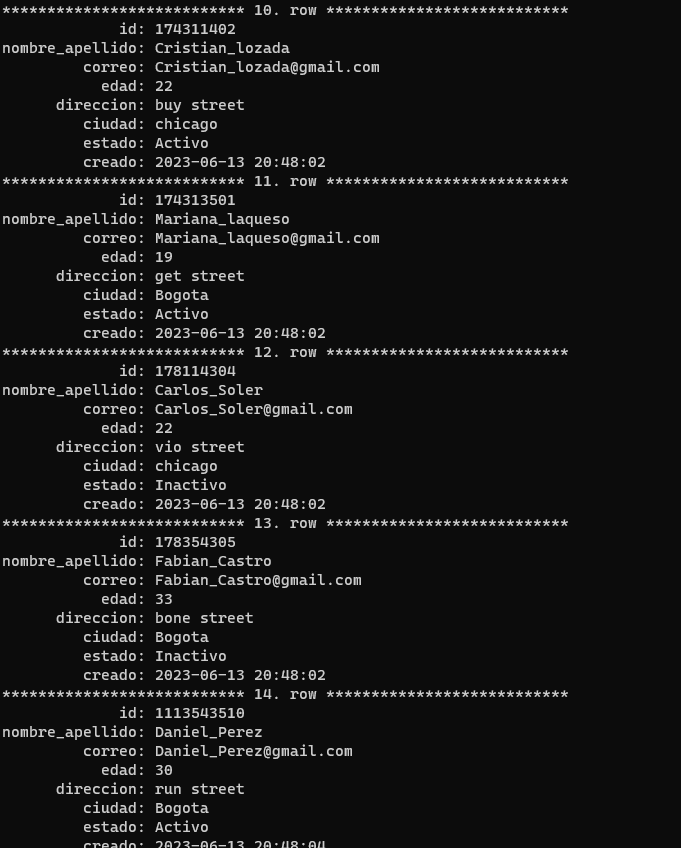 *************************** 10. row ***************************
id: 174311402
nombre_apellido: Cristian_lozada
correo: Cristian_lozada@gmail.com
edad: 22
direccion: buy street
ciudad: chicago
estado: Activo
creado: 2023-06-13 20:48:02
*************************** 11. row ***************************
id: 174313501
nombre_apellido: Mariana_laqueso
correo: Mariana_laqueso@gmail.com
edad: 19
direccion: get street
ciudad: Bogota
estado: Activo
creado: 2023-06-13 20:48:02
*************************** 12. row ***************************
id: 178114304
nombre_apellido: Carlos_Soler
correo: Carlos_Soler@gmail.com
edad: 22
direccion: vio street
ciudad: chicago
estado: Inactivo
creado: 2023-06-13 20:48:02
*************************** 13. row ***************************
id: 178354305
nombre_apellido: Fabian_Castro
correo: Fabian_Castro@gmail.com
edad: 33
direccion: bone street
ciudad: Bogota
estado: Inactivo
creado: 2023-06-13 20:48:02
*************************** 14. row ***************************
id: 1113543510
nombre_apellido: Daniel_Perez
correo: Daniel_Perez@gmail.com
edad: 30
direccion: run street
ciudad: Bogota
estado: Activo
creado: 2023-06-13 20:48:04